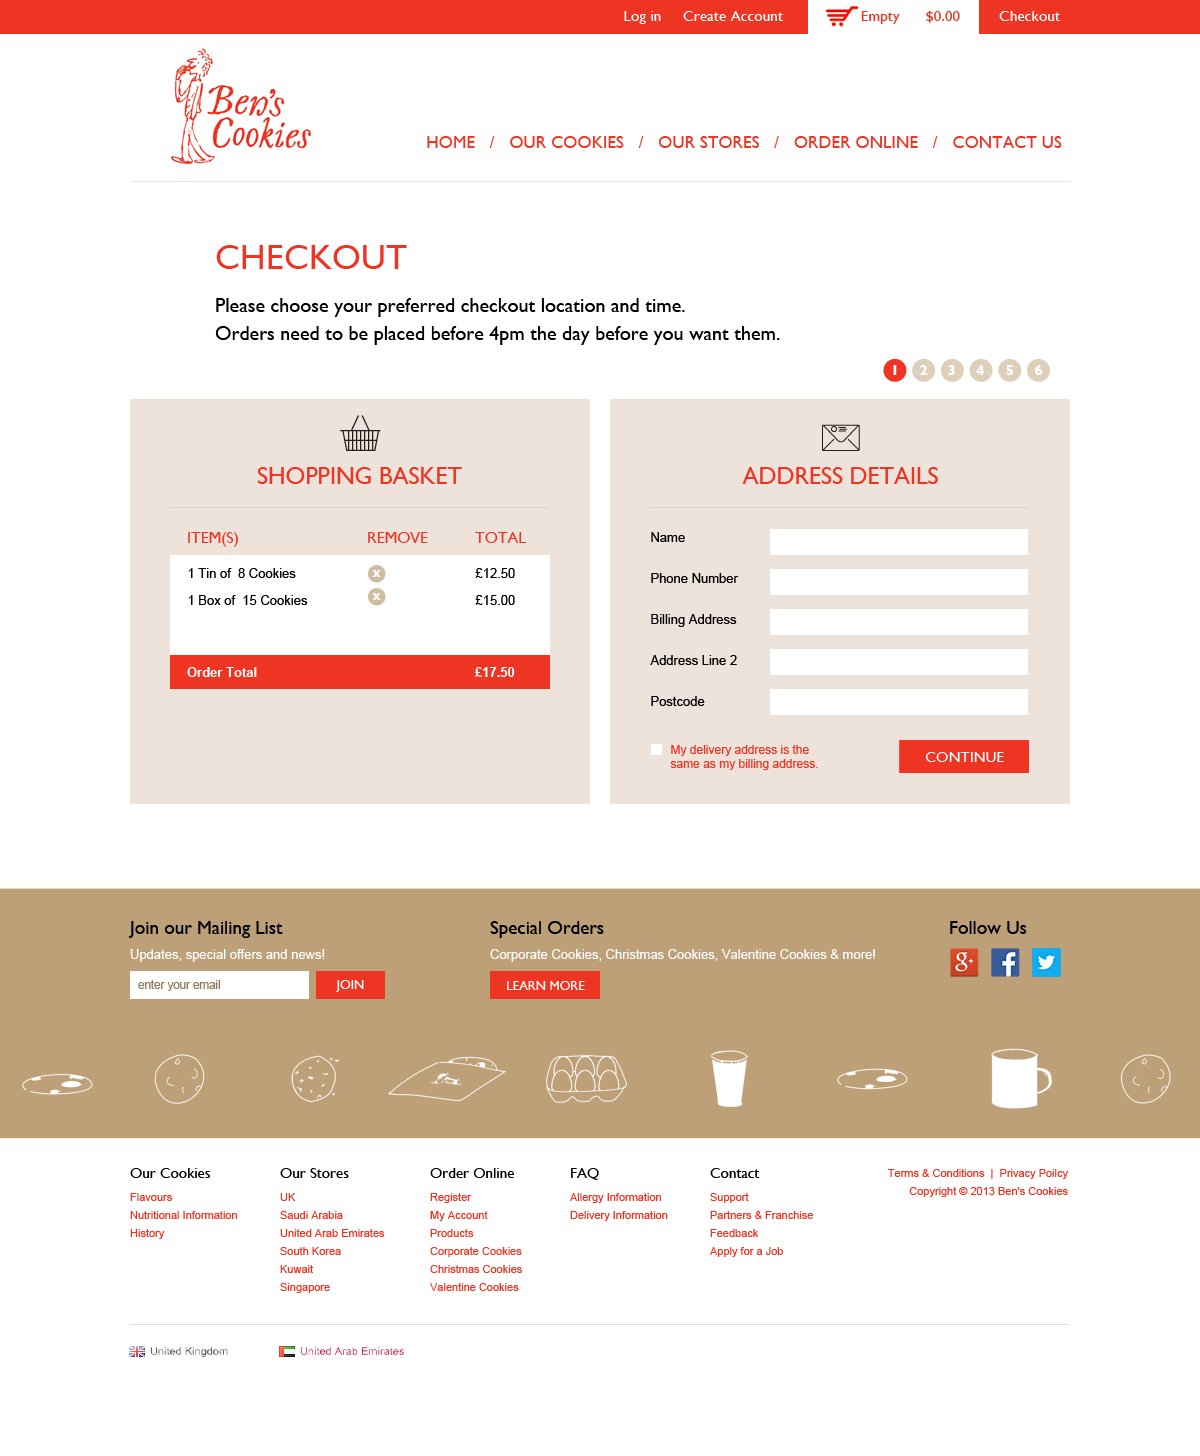 Log in Create Account Empty $0.00 Checkout
Ben's
Cookies
HOME / OUR COOKIES / OUR STORES / ORDER ONLINE / CONTACT US
CHECKOUT
Please choose your preferred checkout location and time.
Orders need to be placed before 4pm the day before you want them.
1 2 3 4 5 6
SHOPPING BASKET
ITEM(S) REMOVE TOTAL
1 Tin of 8 Cookies x £12.50
1 Box of 15 Cookies x £15.00
Order Total £17.50
ADDRESS DETAILS
Name
Phone Number
Billing Address
Address Line 2
Postcode
My delivery address is the
same as my billing address.
CONTINUE
Join our Mailing List
Updates, special offers and news!
enter your email JOIN
Special Orders
Corporate Cookies, Christmas Cookies, Valentine Cookies & more!
LEARN MORE
Follow Us
g+ f
Our Cookies
Flavours
Nutritional Information
History
Our Stores
UK
Saudi Arabia
United Arab Emirates
South Korea
Kuwait
Singapore
Order Online
Register
My Account
Products
Corporate Cookies
Christmas Cookies
Valentine Cookies
FAQ
Allergy Information
Delivery Information
Contact
Support
Partners & Franchise
Feedback
Apply for a Job
Terms & Conditions | Privacy Poilcy
Copyright © 2013 Ben's Cookies
United Kingdom United Arab Emirates